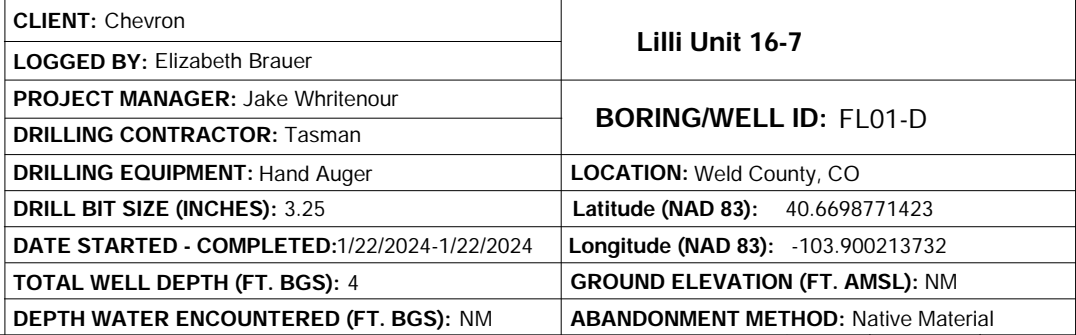 CLIENT: Chevron
LOGGED BY: Elizabeth Brauer
Lilli Unit 16-7
PROJECT MANAGER: Jake Whritenour
DRILLING CONTRACTOR: Tasman
BORING/WELL ID: FL01-D
DRILLING EQUIPMENT: Hand Auger
LOCATION: Weld County, CO
DRILL BIT SIZE (INCHES): 3.25
Latitude (NAD 83): 40.6698771423
DATE STARTED - COMPLETED:1/22/2024-1/22/2024
Longitude (NAD 83): -103.900213732
TOTAL WELL DEPTH (FT. BGS): 4
GROUND ELEVATION (FT. AMSL): NM
DEPTH WATER ENCOUNTERED (FT. BGS): NM
ABANDONMENT METHOD: Native Material